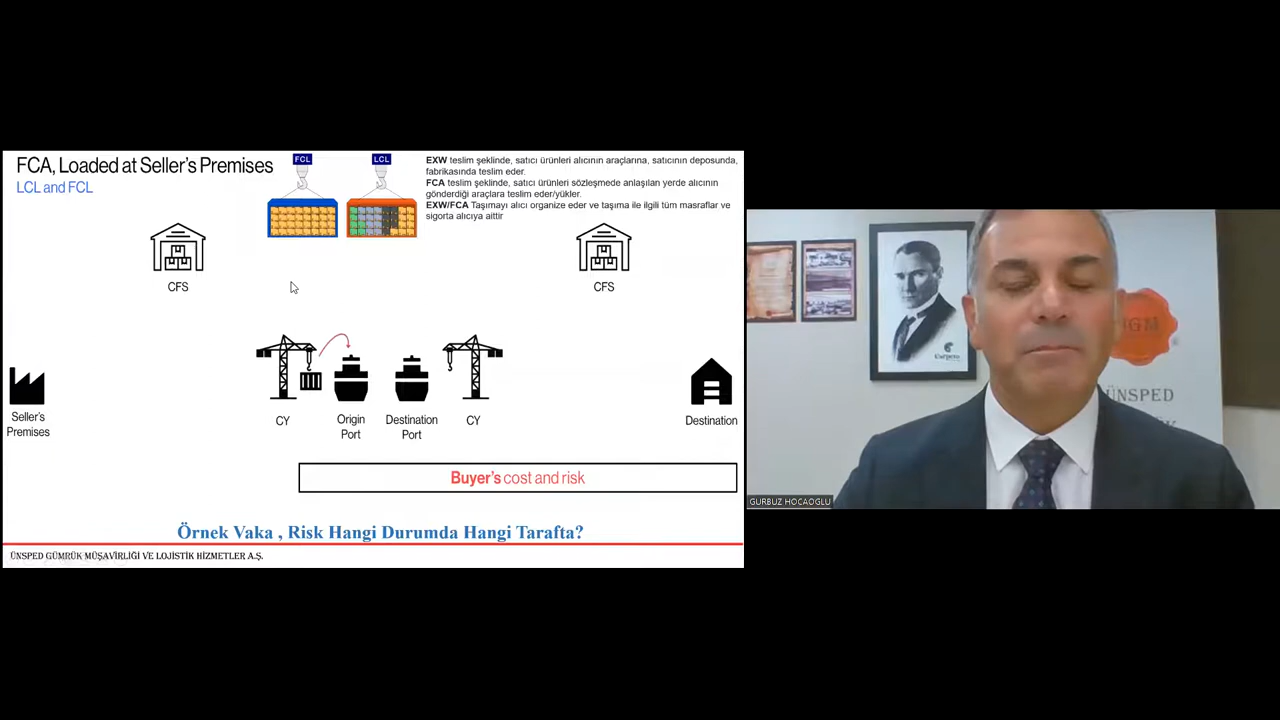 FCA, Loaded at Seller's Premises
LCL and FCL
FCL
LCL
EXW teslim şeklinde, satıcı ürünleri alıcının araçlarına, satıcının deposunda,
fabrikasında teslim eder.
FCA teslim şeklinde, satıcı ürünleri sözleşmede anlaşılan yerde alıcının
gönderdiği araçlara teslim eder/yükler.
EXW/FCA Taşımayı alıcı organize eder ve taşıma ile ilgili tüm masraflar ve
sigorta alıcıya aittir
CFS
CFS
Seller's
Premises
CY
Origin
Port
Destination
Port
CY
Destination
Buyer's cost and risk
Örnek Vaka , Risk Hangi Durumda Hangi Tarafta?
ÜNSPED GÜMRÜK MÜŞAVİRLİĞİ VE LOJİSTİK HİZMETLER A.Ş.
GURBUZ HOCAOGLU
UGM
ÜNSPED